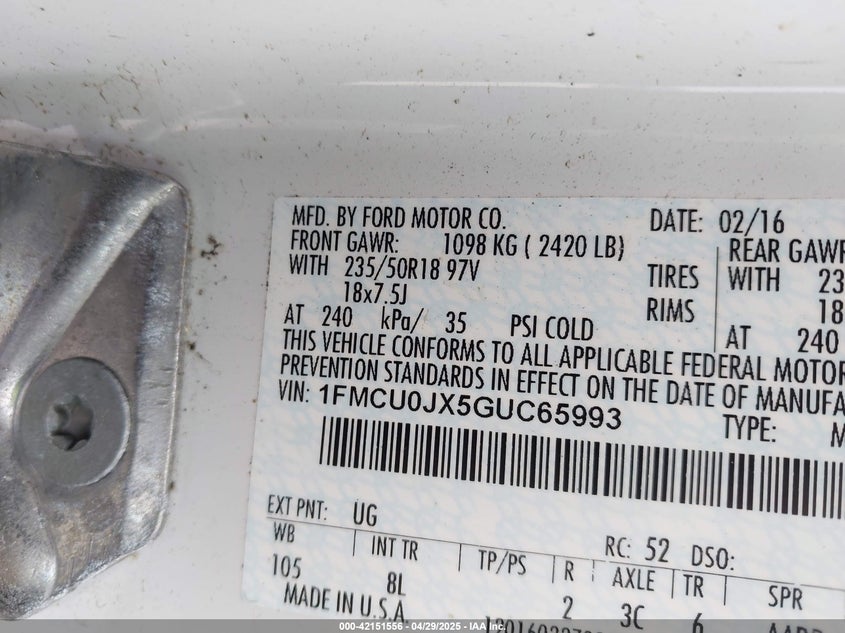 MFD. BY FORD MOTOR CO. DATE: 02/16
FRONT GAWR: 1098 KG ( 2420 LB) REAR GAWR
WITH 235/50R18 97V TIRES WITH 23
18x7.5J RIMS 18
AT 240 kPa/ 35 PSI COLD AT 240
THIS VEHICLE CONFORMS TO ALL APPLICABLE FEDERAL MOTOR
PREVENTION STANDARDS IN EFFECT ON THE DATE OF MANUFA
VIN: 1FMCU0JX5GUC65993 TYPE: M
EXT PNT: UG RC: 52 DSO:
WB INT TR TP/PS R AXLE TR SPR
105 8L 2 3C 6
MADE IN U.S.A.
000-42151556 - 04/29/2025 - Copyright IAA, LLC